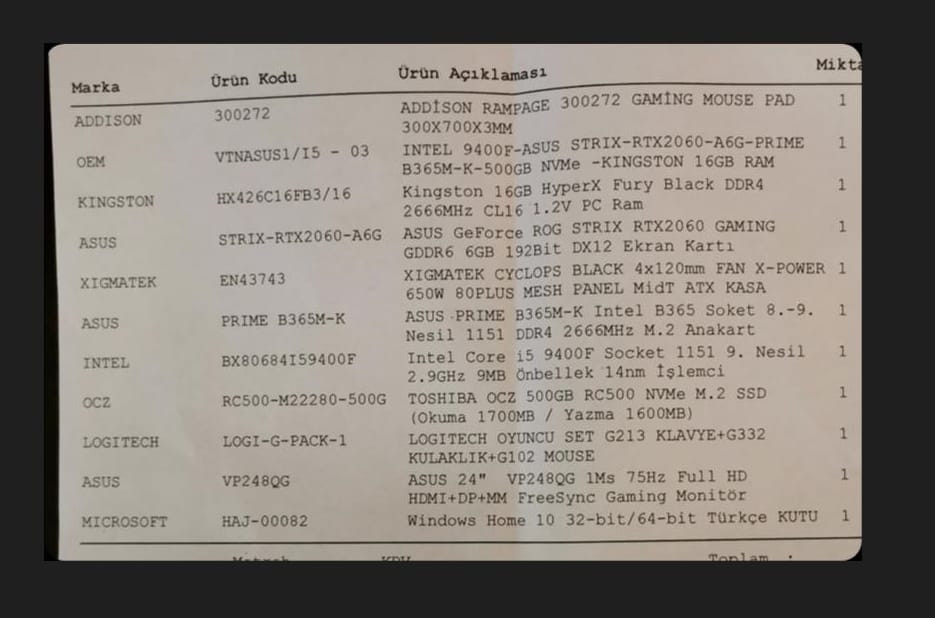 Marka Ürün Kodu Ürün Açıklaması Mikta
ADDISON 300272 ADDİSON RAMPAGE 300272 GAMİNG MOUSE PAD 1
300X700X3MM
OEM VTNASUS1/I5 - 03 INTEL 9400F-ASUS STRIX-RTX2060-A6G-PRIME 1
B365M-K-500GB NVMe -KINGSTON 16GB RAM
KINGSTON HX426C16FB3/16 Kingston 16GB HyperX Fury Black DDR4 1
2666MHz CL16 1.2V PC Ram
ASUS STRIX-RTX2060-A6G ASUS GeForce ROG STRIX RTX2060 GAMING 1
GDDR6 6GB 192Bit DX12 Ekran Kartı
XIGMATEK EN43743 XIGMATEK CYCLOPS BLACK 4x120mm FAN X-POWER 1
650W 80PLUS MESH PANEL MidT ATX KASA
ASUS PRIME B365M-K ASUS PRIME B365M-K Intel B365 Soket 8.-9. 1
Nesil 1151 DDR4 2666MHz M.2 Anakart
INTEL BX80684I59400F Intel Core i5 9400F Socket 1151 9. Nesil 1
2.9GHz 9MB Önbellek 14nm İşlemci
OCZ RC500-M22280-500G TOSHIBA OCZ 500GB RC500 NVMe M.2 SSD 1
(Okuma 1700MB / Yazma 1600MB)
LOGITECH LOGI-G-PACK-1 LOGITECH OYUNCU SET G213 KLAVYE+G332 1
KULAKLIK+G102 MOUSE
ASUS VP248QG ASUS 24" VP248QG 1Ms 75Hz Full HD 1
HDMI+DP+MM FreeSync Gaming Monitör
MICROSOFT HAJ-00082 Windows Home 10 32-bit/64-bit Türkçe KUTU 1
Matrah KDV Toplam :